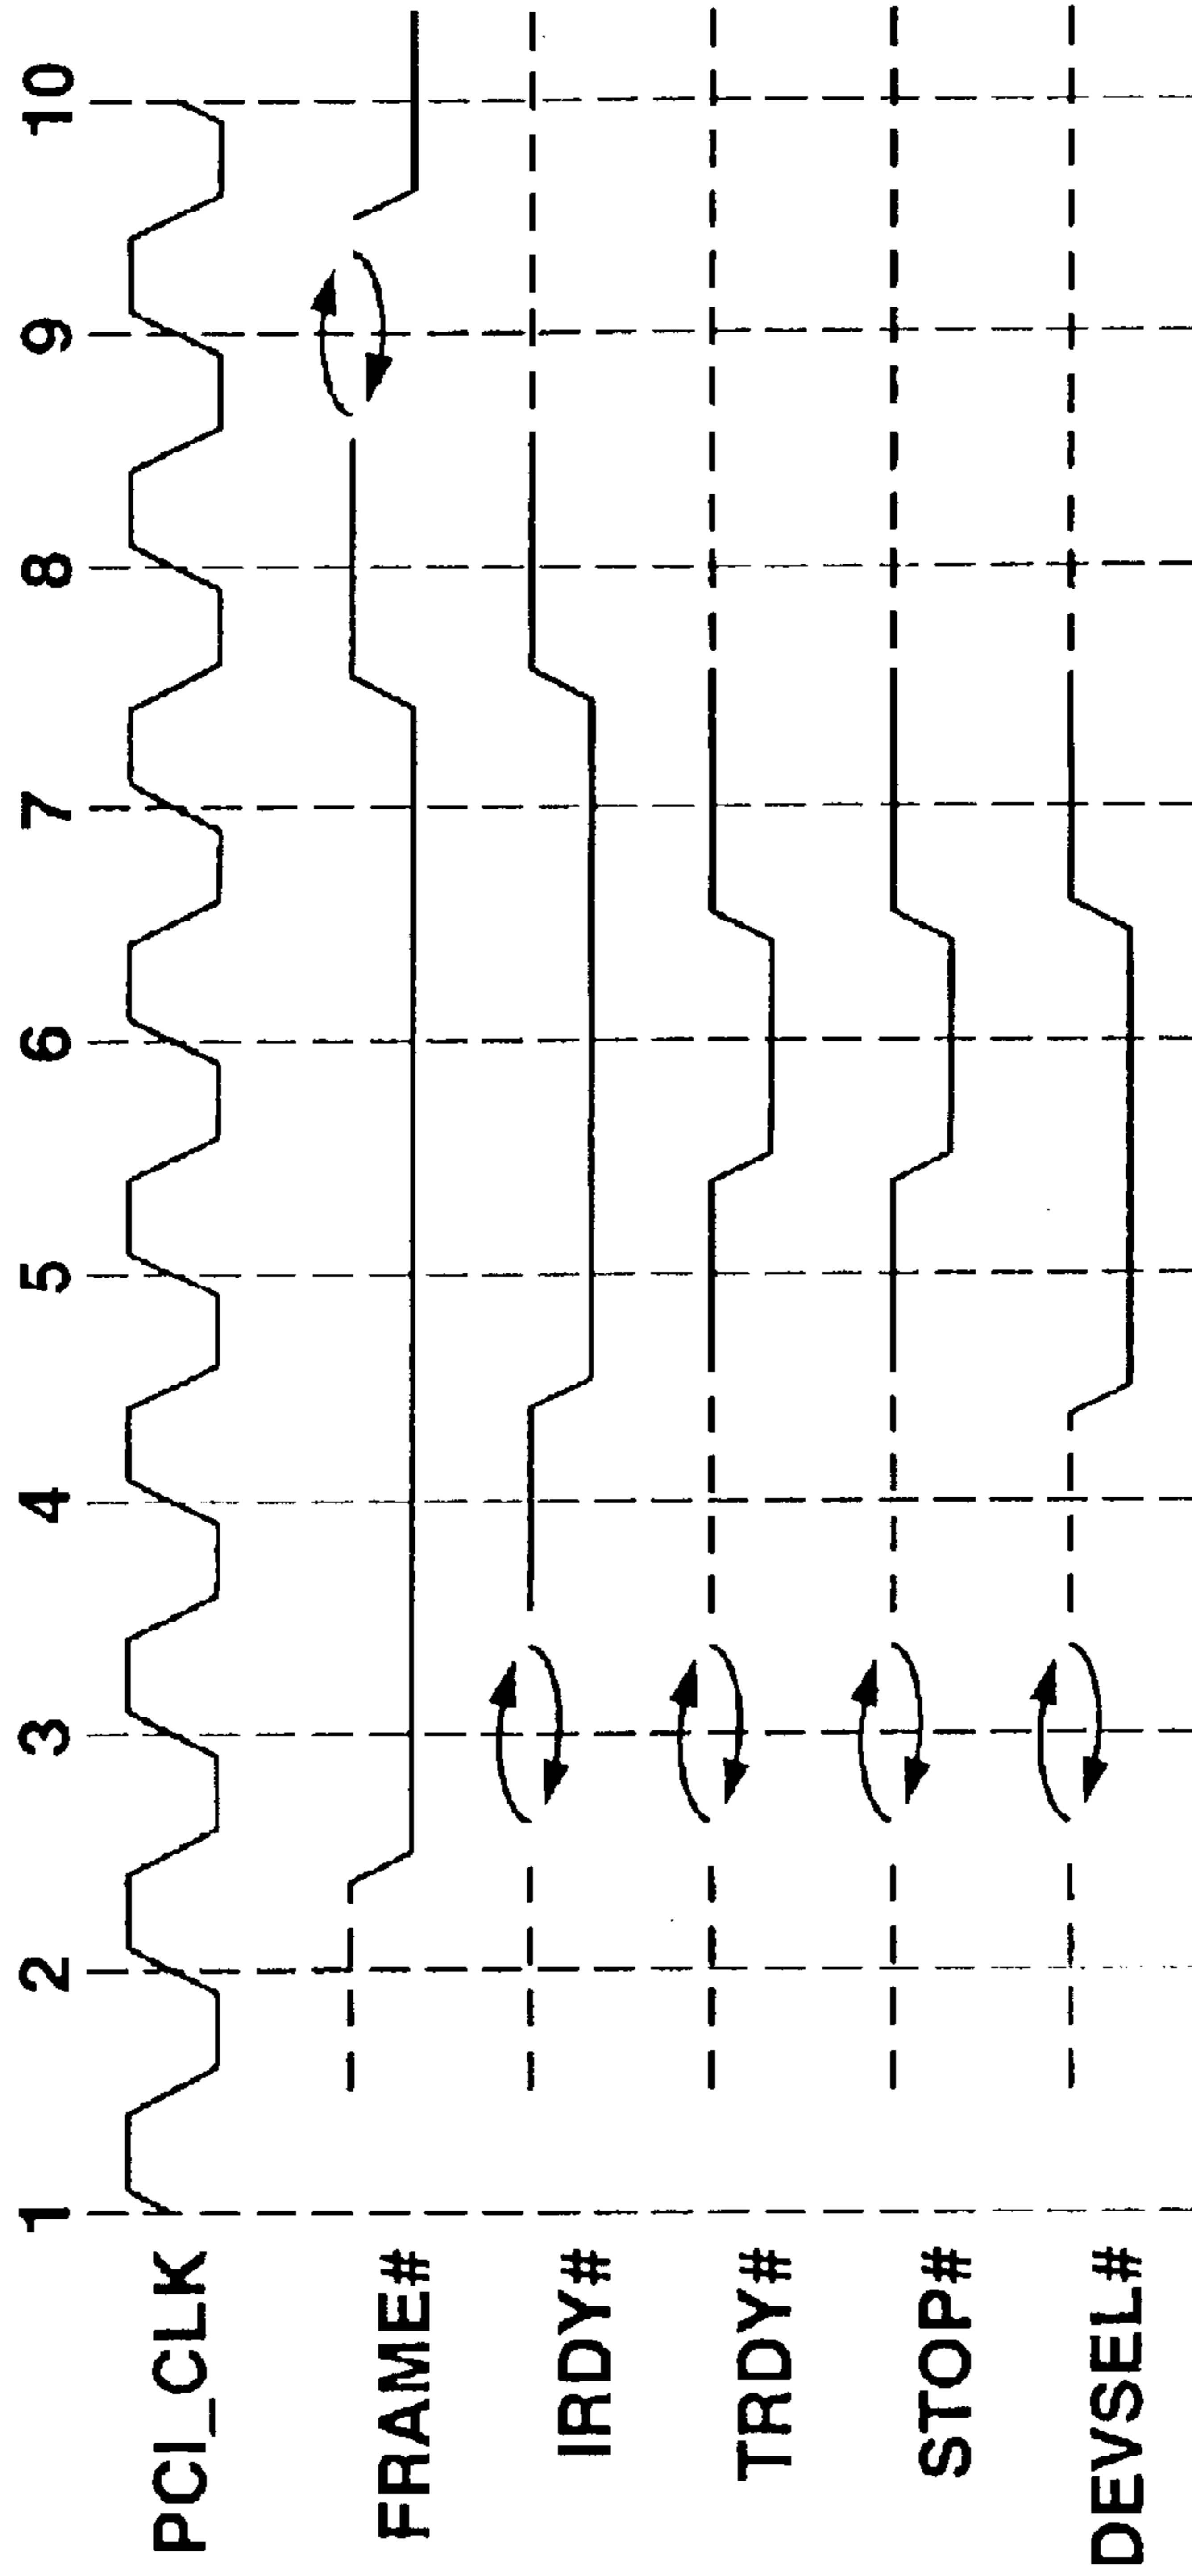 1 2 3 4 5 6 7 8 9 10
PCI_CLK
FRAME#
IRDY#
TRDY#
STOP#
DEVSEL#